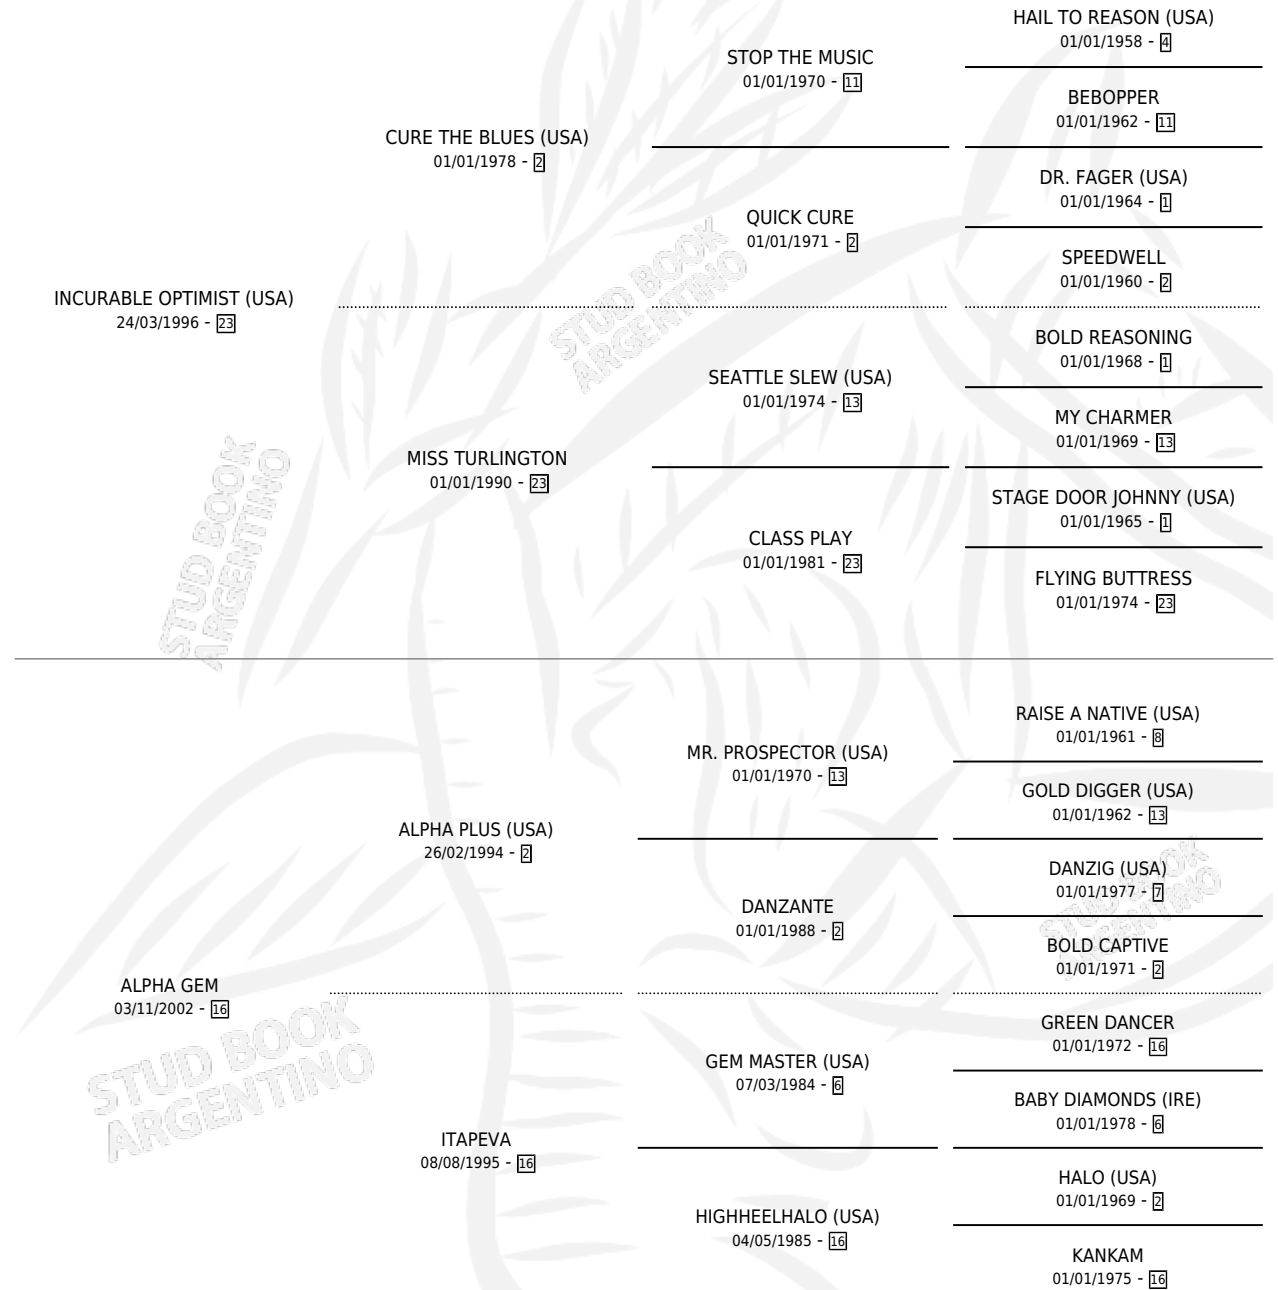 HAIL TO REASON (USA)
01/01/1958 - 4
STOP THE MUSIC
01/01/1970 - 11
BEBOPPER
01/01/1962 - 11
CURE THE BLUES (USA)
01/01/1978 - 2
DR. FAGER (USA)
01/01/1964 - 1
QUICK CURE
01/01/1971 - 2
SPEEDWELL
01/01/1960 - 2
INCURABLE OPTIMIST (USA)
24/03/1996 - 23
BOLD REASONING
01/01/1968 - 1
SEATTLE SLEW (USA)
01/01/1974 - 13
MY CHARMER
01/01/1969 - 13
MISS TURLINGTON
01/01/1990 - 23
STAGE DOOR JOHNNY (USA)
01/01/1965 - 1
CLASS PLAY
01/01/1981 - 23
FLYING BUTTRESS
01/01/1974 - 23
RAISE A NATIVE (USA)
01/01/1961 - 8
MR. PROSPECTOR (USA)
01/01/1970 - 13
GOLD DIGGER (USA)
01/01/1962 - 13
ALPHA PLUS (USA)
26/02/1994 - 2
DANZIG (USA)
01/01/1977 - 7
DANZANTE
01/01/1988 - 2
BOLD CAPTIVE
01/01/1971 - 2
ALPHA GEM
03/11/2002 - 16
GREEN DANCER
01/01/1972 - 16
GEM MASTER (USA)
07/03/1984 - 6
BABY DIAMONDS (IRE)
01/01/1978 - 6
ITAPEVA
08/08/1995 - 16
HALO (USA)
01/01/1969 - 2
HIGHHEELHALO (USA)
04/05/1985 - 16
KANKAM
01/01/1975 - 16
STUD BOOK
ARGENTINO
STUD BOOK
ARGENTINO
STUD BOOK
ARGENTINO
STUD BOOK
ARGENTINO